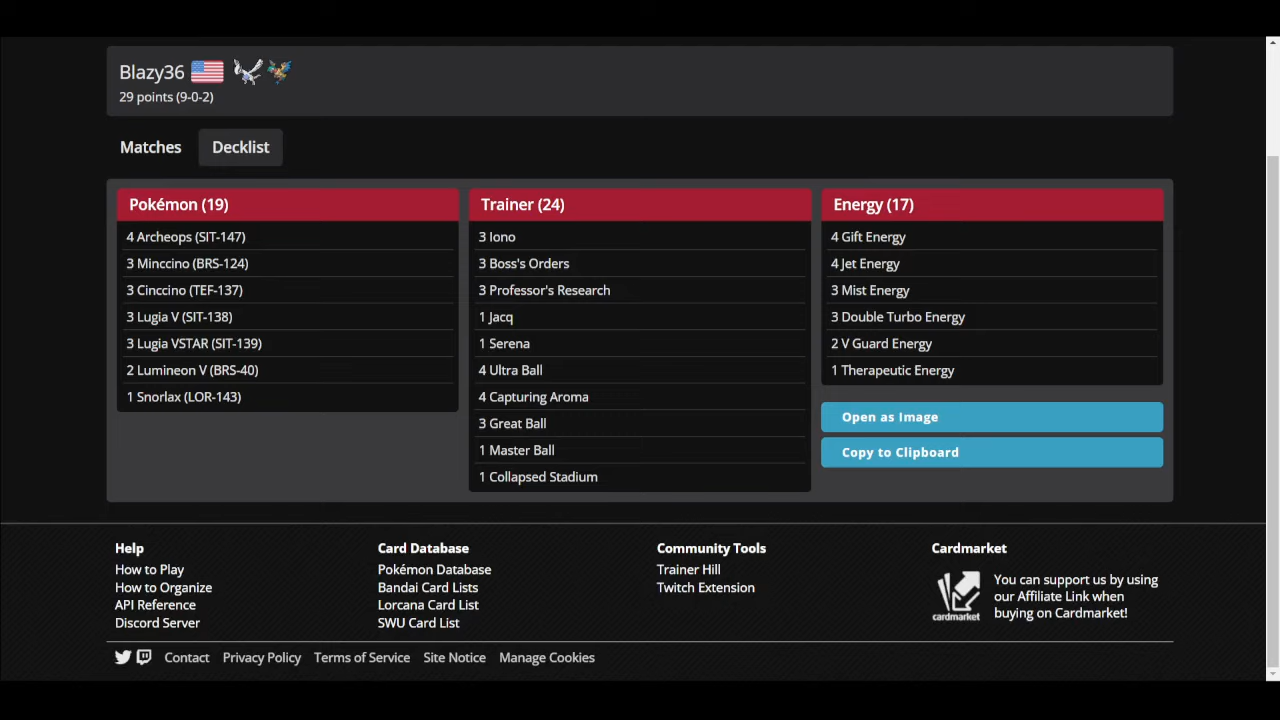 Blazy36
29 points (9-0-2)
Matches
Decklist
Pokémon (19)
4 Archeops (SIT-147)
3 Minccino (BRS-124)
3 Cinccino (TEF-137)
3 Lugia V (SIT-138)
3 Lugia VSTAR (SIT-139)
2 Lumineon V (BRS-40)
1 Snorlax (LOR-143)
Trainer (24)
3 Iono
3 Boss's Orders
3 Professor's Research
1 Jacq
1 Serena
4 Ultra Ball
4 Capturing Aroma
3 Great Ball
1 Master Ball
1 Collapsed Stadium
Energy (17)
4 Gift Energy
4 Jet Energy
3 Mist Energy
3 Double Turbo Energy
2 V Guard Energy
1 Therapeutic Energy
Open as Image
Copy to Clipboard
Help
How to Play
How to Organize
API Reference
Discord Server
Card Database
Pokémon Database
Bandai Card Lists
Lorcana Card List
SWU Card List
Community Tools
Trainer Hill
Twitch Extension
Cardmarket
cardmarket
You can support us by using
our Affiliate Link when
buying on Cardmarket!
Contact
Privacy Policy
Terms of Service
Site Notice
Manage Cookies